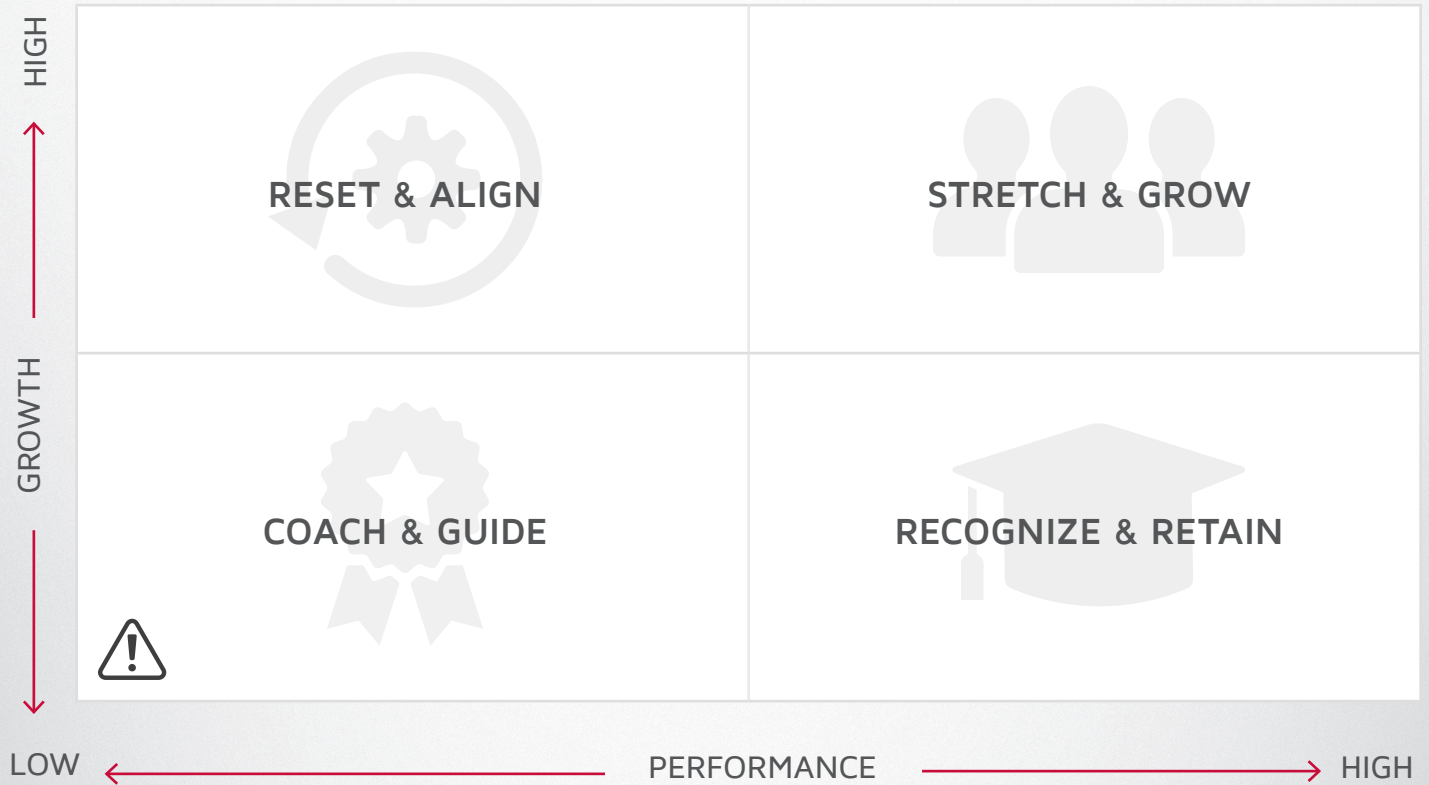 HIGH
RESET & ALIGN
STRETCH & GROW
GROWTH
COACH & GUIDE
RECOGNIZE & RETAIN
!
LOW
PERFORMANCE
HIGH